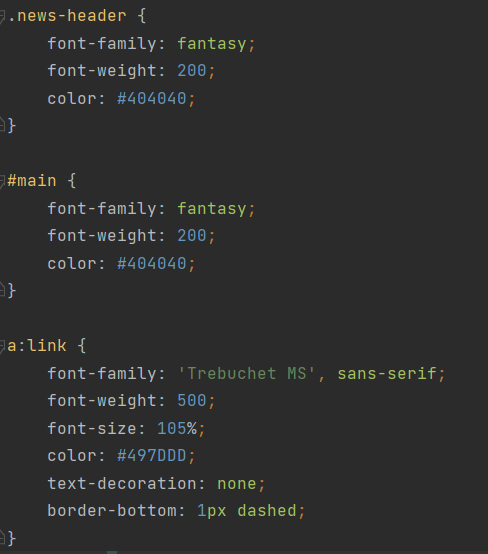 .news-header {
    font-family: fantasy;
    font-weight: 200;
    color: #404040;
}

#main {
    font-family: fantasy;
    font-weight: 200;
    color: #404040;
}

a:link {
    font-family: 'Trebuchet MS', sans-serif;
    font-weight: 500;
    font-size: 105%;
    color: #497DDD;
    text-decoration: none;
    border-bottom: 1px dashed;
}